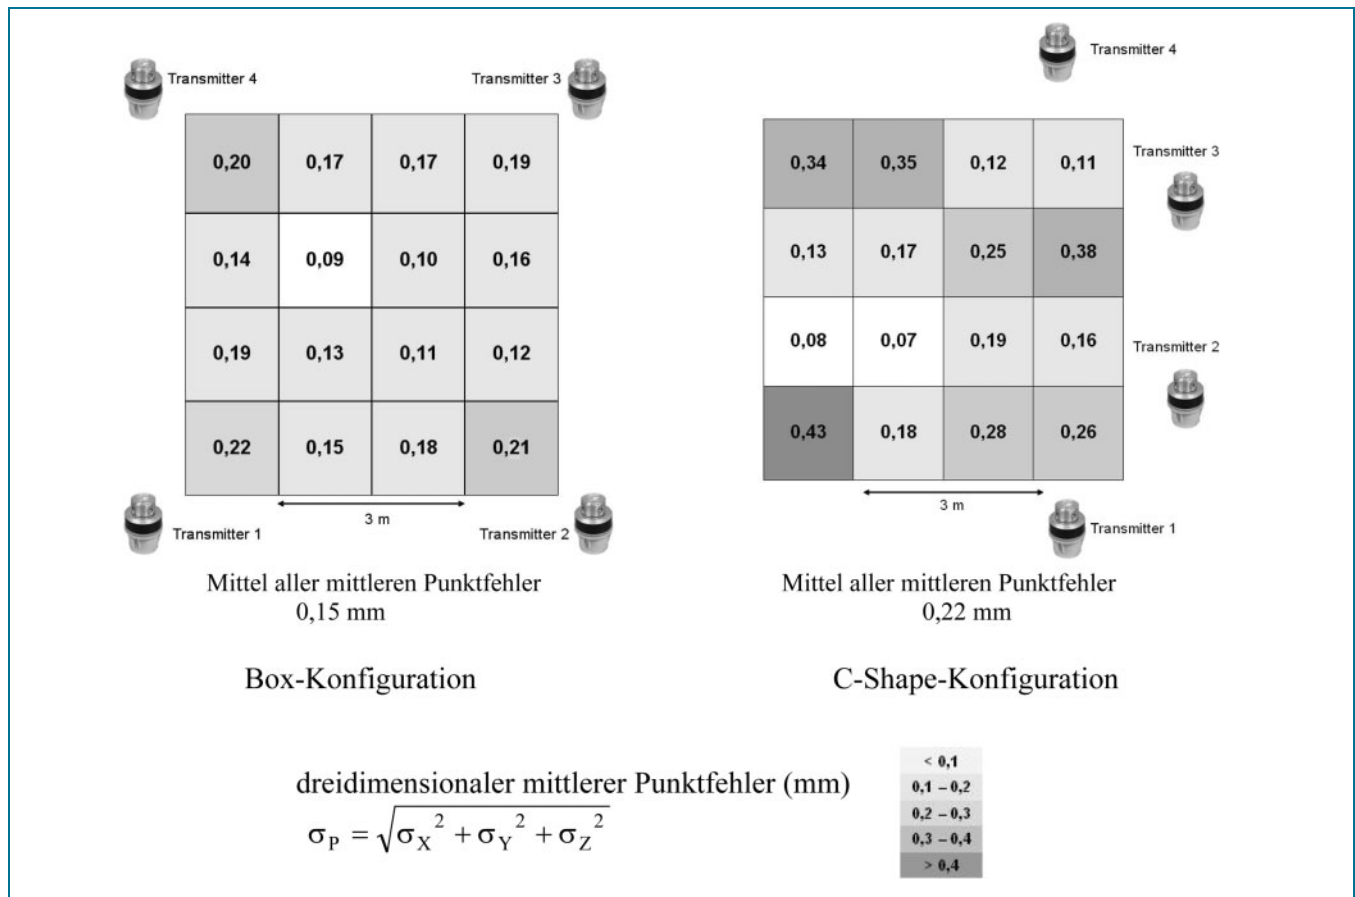 Transmitter 4
Transmitter 3
0,20 0,17 0,17 0,19
0,14 0,09 0,10 0,16
0,19 0,13 0,11 0,12
0,22 0,15 0,18 0,21
3 m
Transmitter 1
Transmitter 2
Mittel aller mittleren Punktfehler
0,15 mm
Box-Konfiguration
Transmitter 4
0,34 0,35 0,12 0,11
Transmitter 3
0,13 0,17 0,25 0,38
0,08 0,07 0,19 0,16
Transmitter 2
0,43 0,18 0,28 0,26
3 m
Transmitter 1
Mittel aller mittleren Punktfehler
0,22 mm
C-Shape-Konfiguration
dreidimensionaler mittlerer Punktfehler (mm)
σP = √σX² + σY² + σZ²
< 0,1
0,1 – 0,2
0,2 – 0,3
0,3 – 0,4
> 0,4